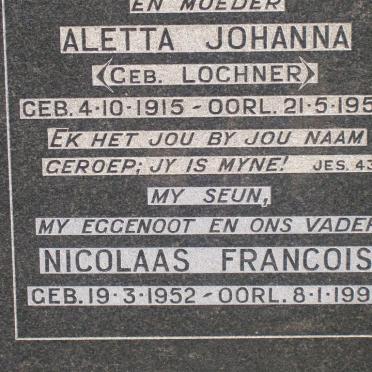 EN MOEDER
ALETTA JOHANNA
(GEB. LOCHNER)
GEB. 4·10·1915 - OORL. 21·5·195
EK HET JOU BY JOU NAAM
GEROEP; JY IS MYNE! JES. 43
MY SEUN,
MY EGGENOOT EN ONS VADER
NICOLAAS FRANCOIS
GEB. 19·3·1952 - OORL. 8·1·199